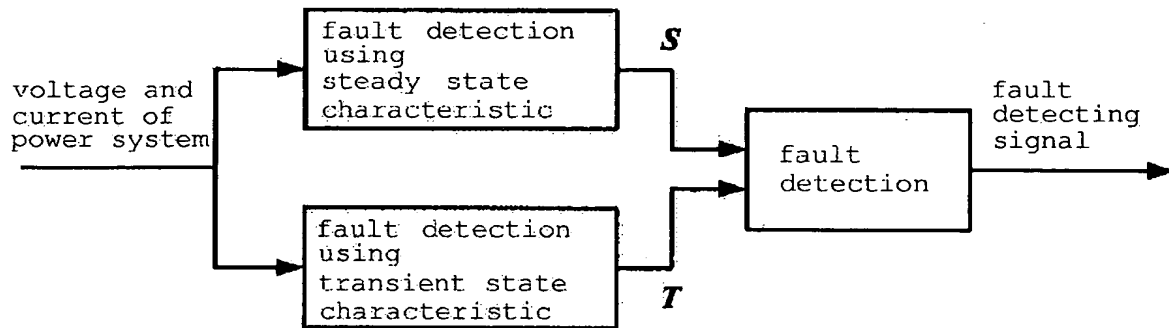 fault detection
using
steady state
characteristic
S
voltage and
current of
power system
fault
detecting
signal
fault
detection
fault detection
using
transient state
characteristic
T